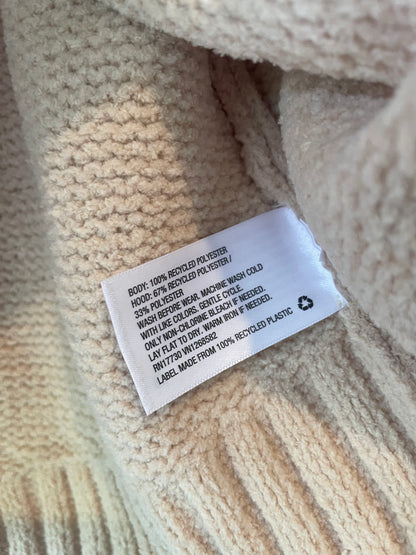 BODY: 100% RECYCLED POLYESTER
HOOD: 67% RECYCLED POLYESTER /
33% POLYESTER
WASH BEFORE WEAR. MACHINE WASH COLD
WITH LIKE COLORS. GENTLE CYCLE.
ONLY NON-CHLORINE BLEACH IF NEEDED.
LAY FLAT TO DRY. WARM IRON IF NEEDED.
RN17730 VN1268582
LABEL MADE FROM 100% RECYCLED PLASTIC